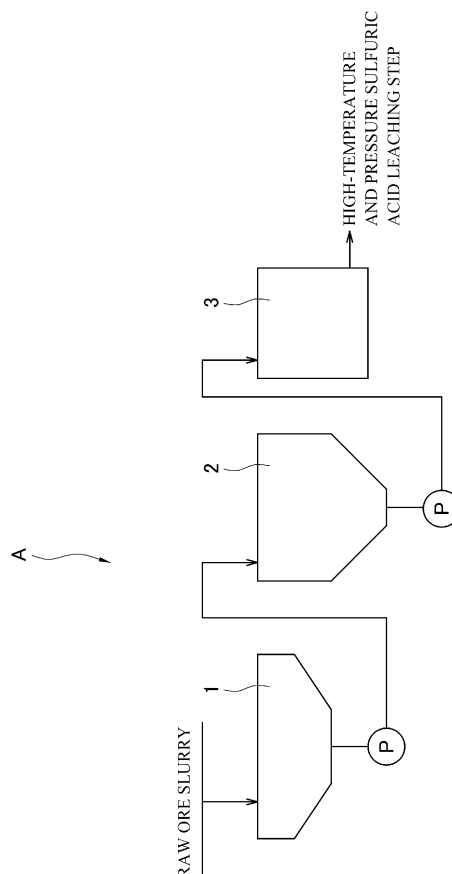 A
RAW ORE SLURRY
1
P
2
P
3
HIGH-TEMPERATURE
AND PRESSURE SULFURIC
ACID LEACHING STEP